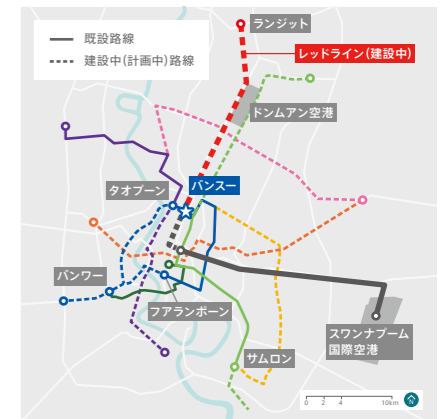 ランジット
既設路線
レッドライン(建設中)
建設中(計画中)路線
ドンムアン空港
タオプーン
バンスー
バンワー
フアランポーン
スワンナプーム
国際空港
サムロン
0 2 4 10km
N